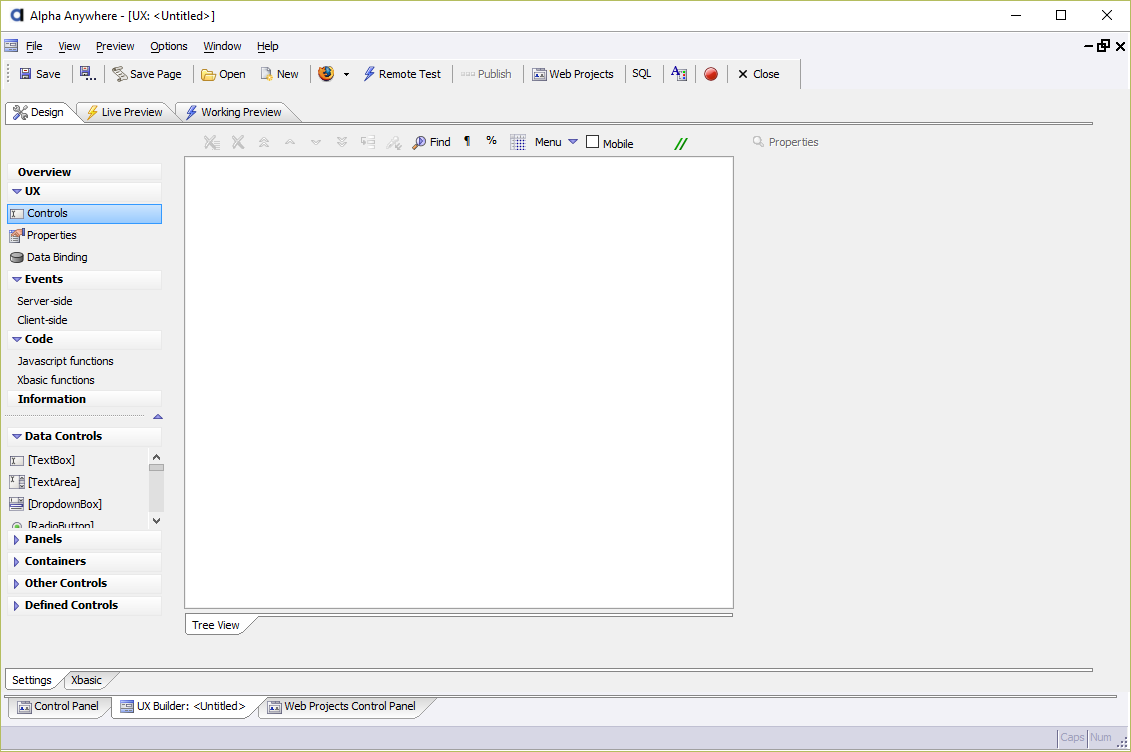 Alpha Anywhere - [UX: <Untitled>]
File View Preview Options Window Help
Save Save Page Open New Remote Test Publish Web Projects SQL A Close
Design Live Preview Working Preview
Find ¶ % Menu Mobile // Properties
Overview
UX
Controls
Properties
Data Binding
Events
Server-side
Client-side
Code
Javascript functions
Xbasic functions
Information
Data Controls
[TextBox]
[TextArea]
[DropdownBox]
[RadioButton]
Panels
Containers
Other Controls
Defined Controls
Tree View
Settings Xbasic
Control Panel UX Builder: <Untitled> Web Projects Control Panel
Caps Num